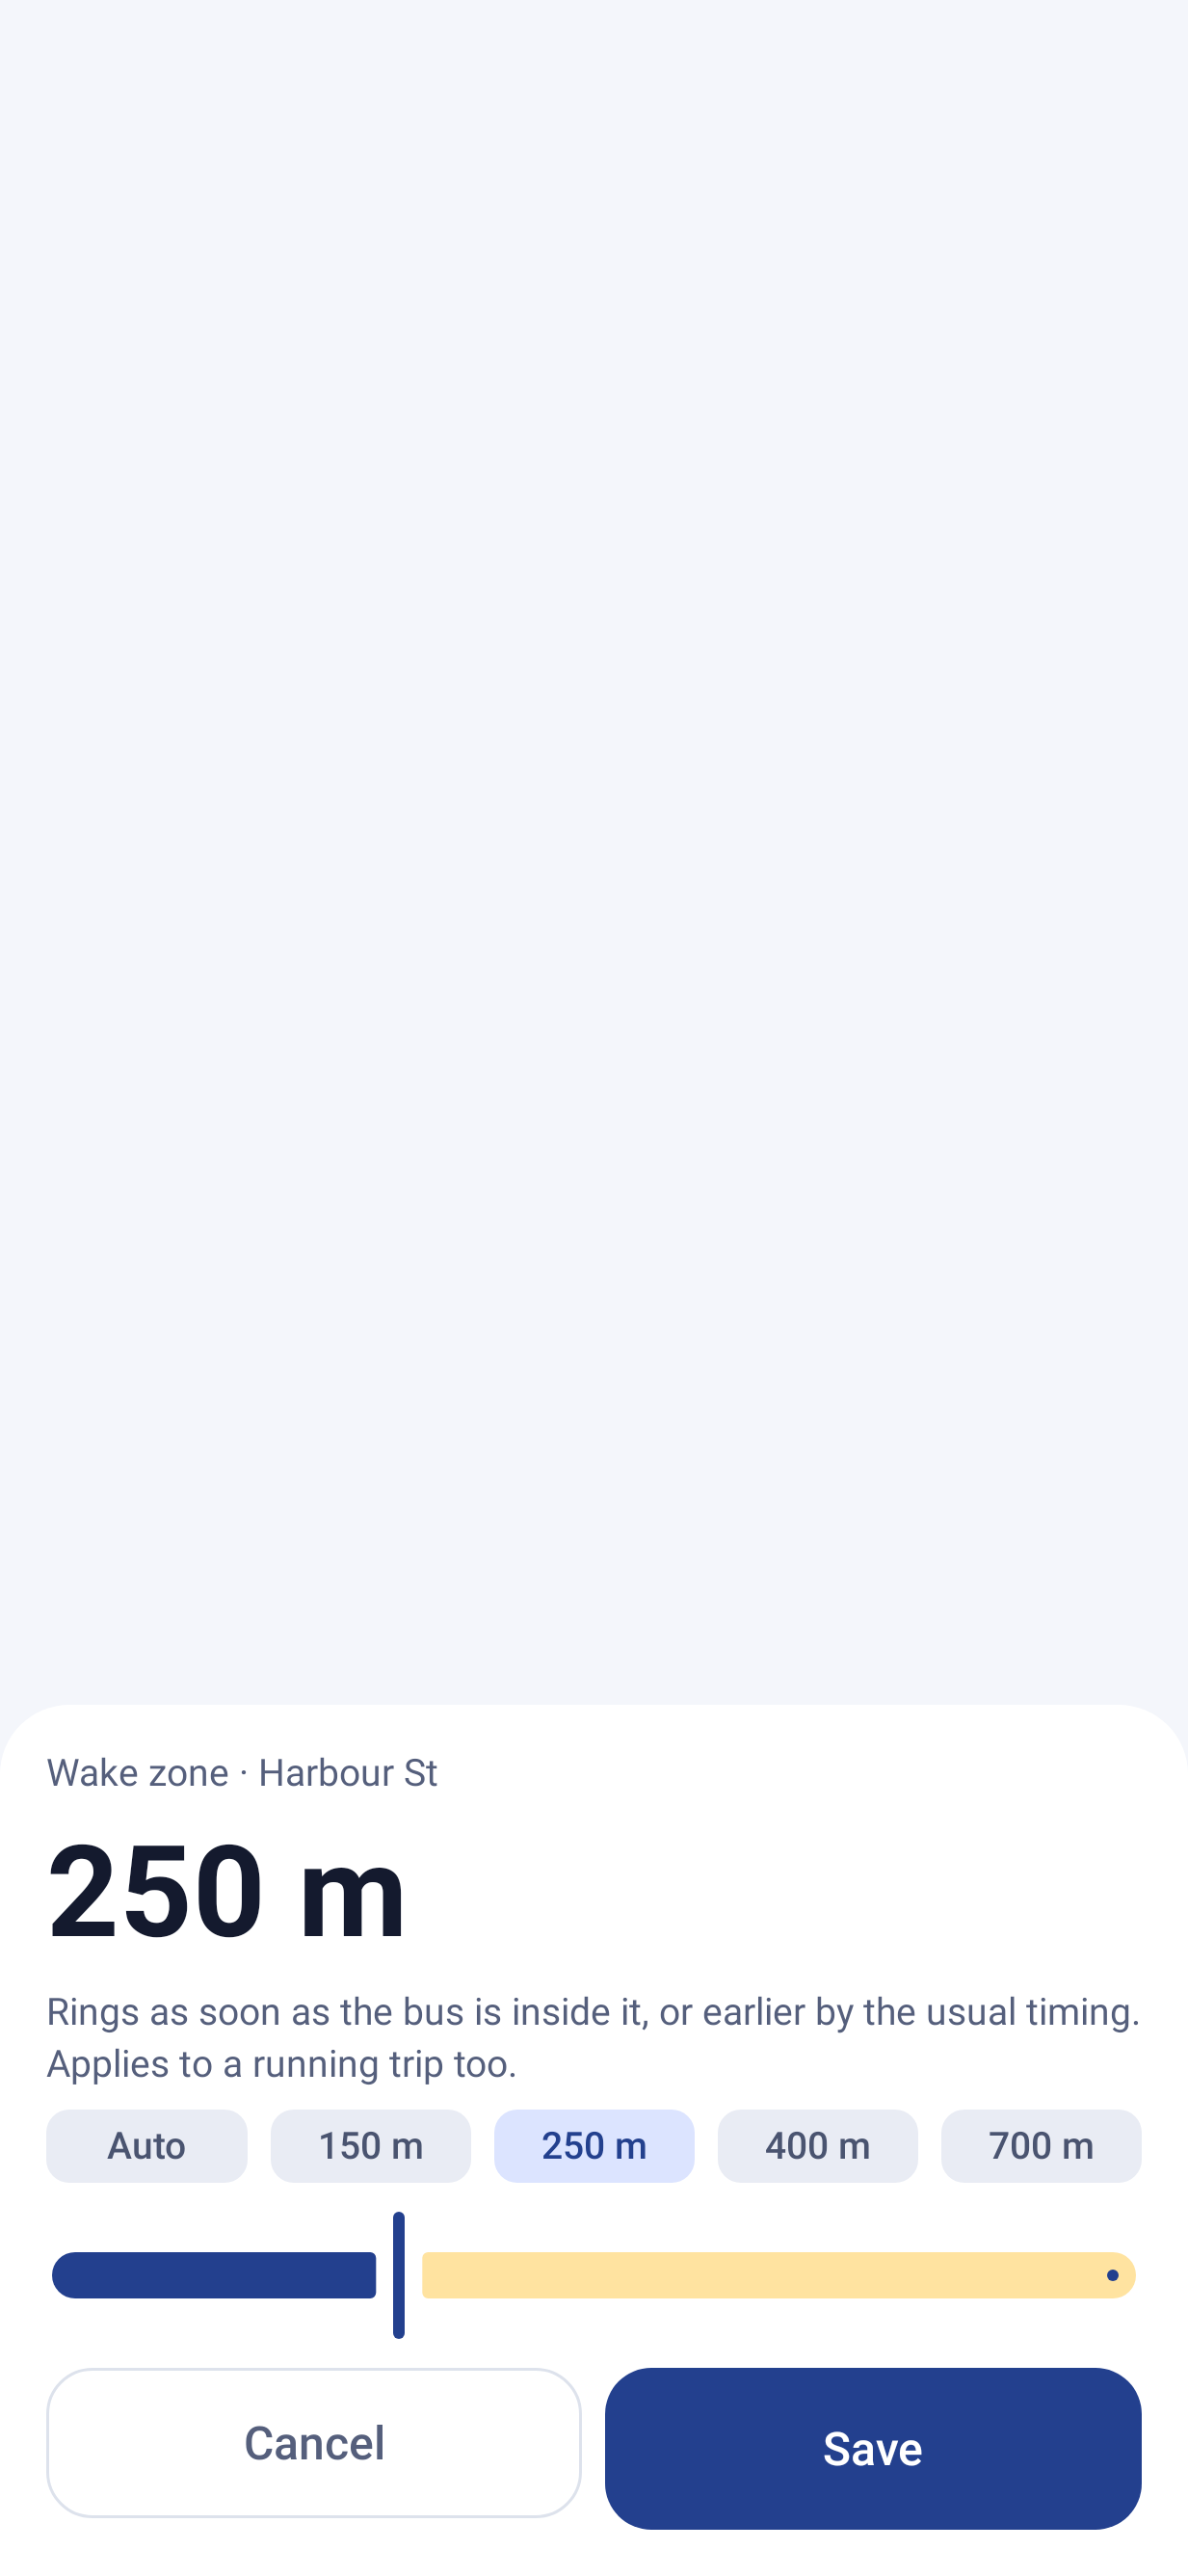 Wake zone · Harbour St
250 m
Rings as soon as the bus is inside it, or earlier by the usual timing.
Applies to a running trip too.
Auto 150 m 250 m 400 m 700 m
Cancel Save